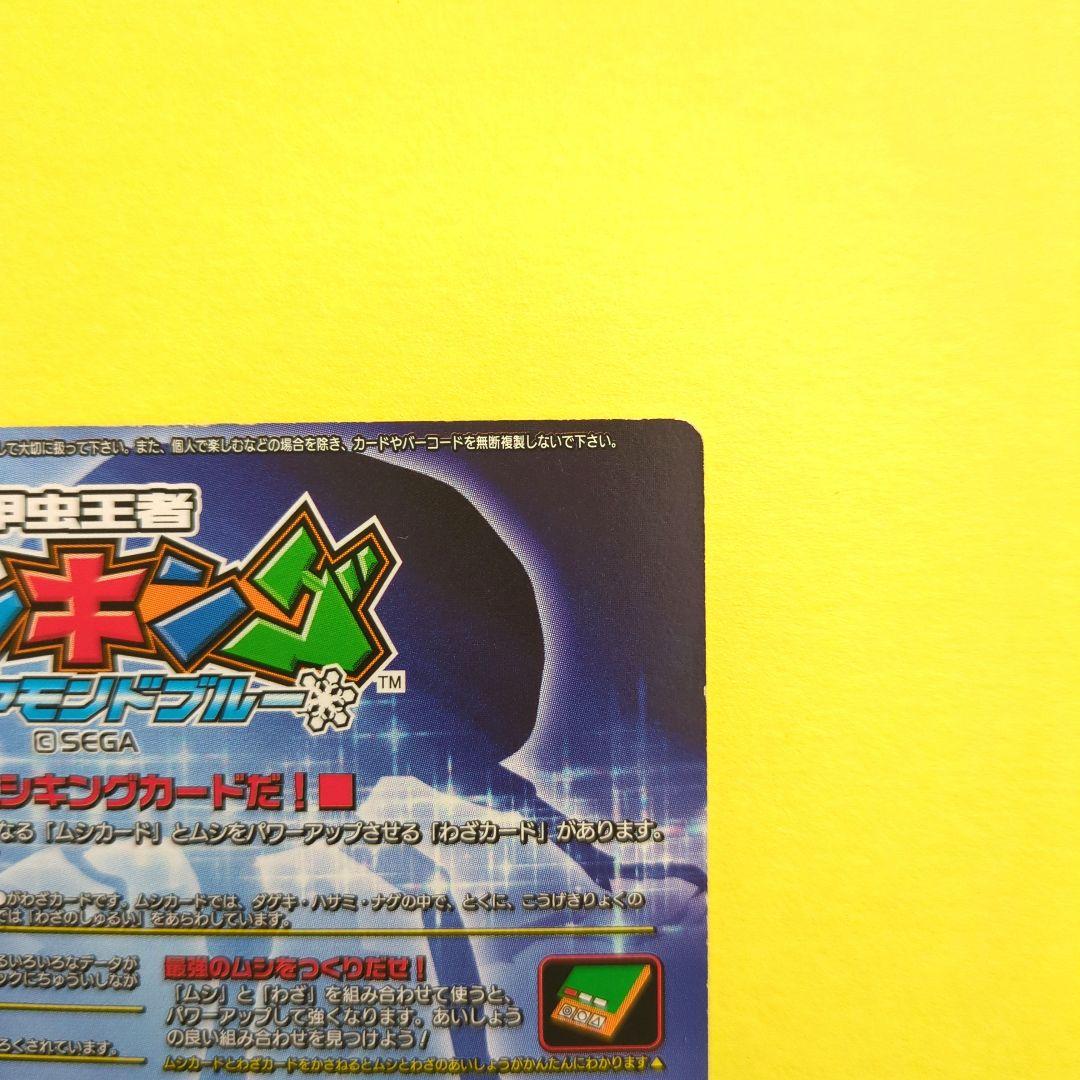 して大切に扱って下さい。また、個人で楽しむなどの場合を除き、カードやバーコードを無断複製しないで下さい。
甲虫王者
キング
ヤモンドブルー
TM
©SEGA
シキングカードだ！■
なる「ムシカード」とムシをパワーアップさせる「わざカード」があります。
がわざカードです。ムシカードでは、ダゲキ・ハサミ・ナゲの中で、とくに、こうげきりょくの
では「わざのしゅるい」をあらわしています。
るいろいろなデータが
ックにちゅういしなが
ろくされています。
最強のムシをつくりだせ！
「ムシ」と「わざ」を組み合わせて使うと、
パワーアップして強くなります。あいしょう
の良い組み合わせを見つけよう！
ムシカードとわざカードをかさねるとムシとわざのあいしょうがかんたんにわかります▲